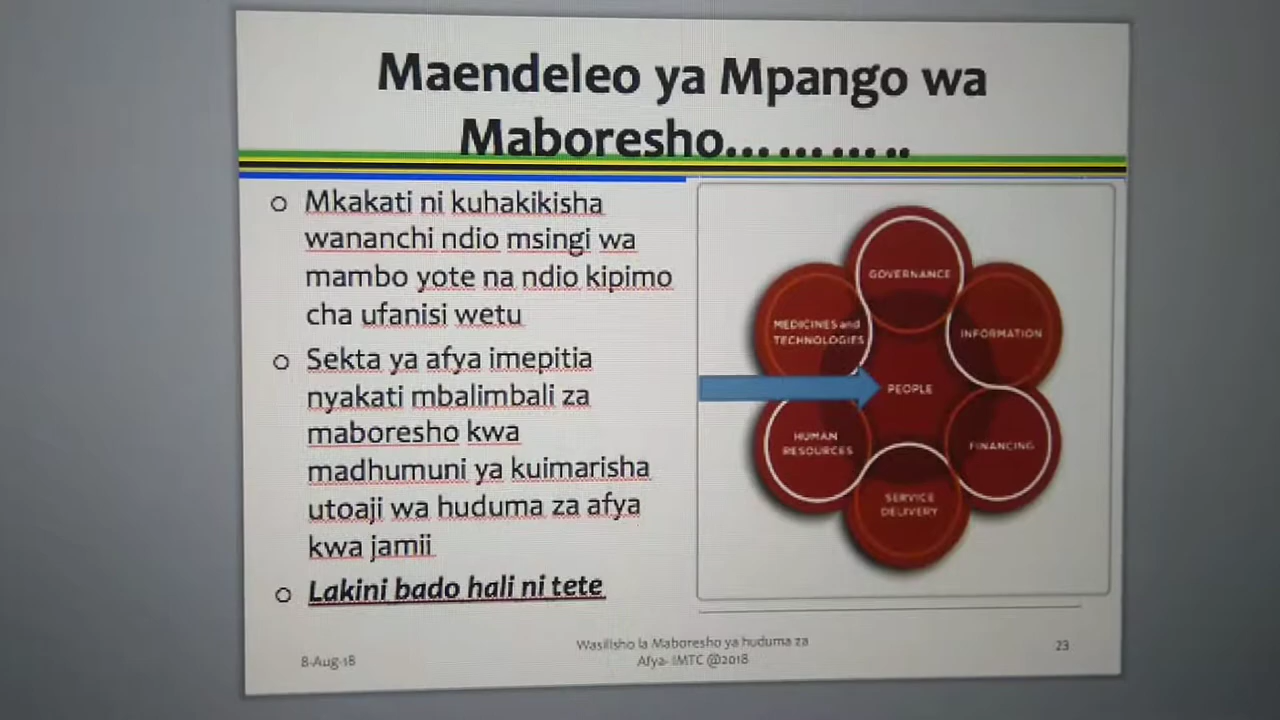 Maendeleo ya Mpango wa
Maboresho...........
Mkakati ni kuhakikisha
wananchi ndio msingi wa
mambo yote na ndio kipimo
cha ufanisi wetu
Sekta ya afya imepitia
nyakati mbalimbali za
maboresho kwa
madhumuni ya kuimarisha
utoaji wa huduma za afya
kwa jamii
Lakini bado hali ni tete
GOVERNANCE
MEDICINES and
TECHNOLOGIES
INFORMATION
PEOPLE
HUMAN
RESOURCES
FINANCING
SERVICE
DELIVERY
8-Aug-18
Wasilisho la Maboresho ya huduma za
Afya- IMTC @2018
23